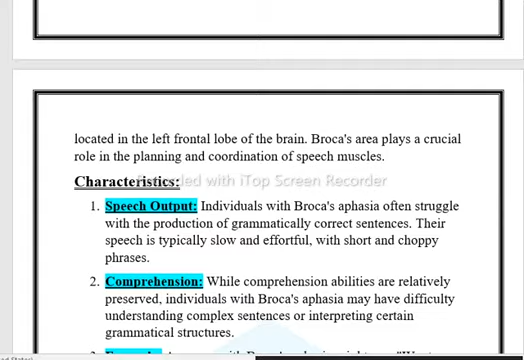 located in the left frontal lobe of the brain. Broca's area plays a crucial
role in the planning and coordination of speech muscles.
Characteristics:
Recorded with iTop Screen Recorder
1. Speech Output: Individuals with Broca's aphasia often struggle
with the production of grammatically correct sentences. Their
speech is typically slow and effortful, with short and choppy
phrases.
2. Comprehension: While comprehension abilities are relatively
preserved, individuals with Broca's aphasia may have difficulty
understanding complex sentences or interpreting certain
grammatical structures.